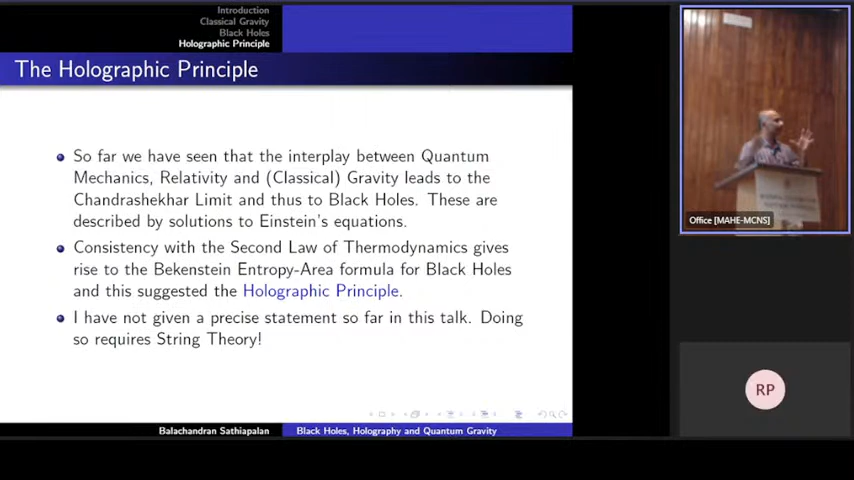 Introduction
Classical Gravity
Black Holes
Holographic Principle
The Holographic Principle
So far we have seen that the interplay between Quantum
Mechanics, Relativity and (Classical) Gravity leads to the
Chandrashekhar Limit and thus to Black Holes. These are
described by solutions to Einstein's equations.
Consistency with the Second Law of Thermodynamics gives
rise to the Bekenstein Entropy-Area formula for Black Holes
and this suggested the Holographic Principle.
I have not given a precise statement so far in this talk. Doing
so requires String Theory!
Balachandran Sathiapalan
Black Holes, Holography and Quantum Gravity
Office [MAHE-MCNS]
RP